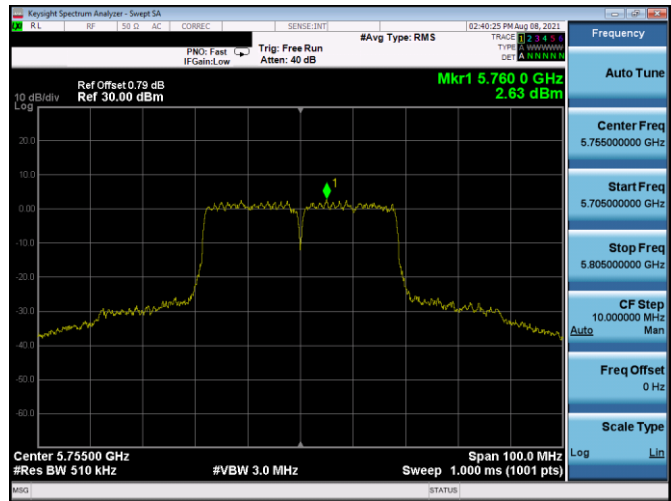 Keysight Spectrum Analyzer - Swept SA
RL RF 50 Ω AC CORREC SENSE:INT 02:40:25 PM Aug 08, 2021
#Avg Type: RMS TRACE 1 2 3 4 5 6
PNO: Fast Trig: Free Run TYPE A WWWWW
IFGain:Low Atten: 40 dB DET A NNNNN
Frequency
Auto Tune
Mkr1 5.760 0 GHz
2.63 dBm
Ref Offset 0.79 dB
10 dB/div Ref 30.00 dBm
Log
20.0
10.0
0.00
-10.0
-20.0
-30.0
-40.0
-50.0
-60.0
1
Center Freq
5.755000000 GHz
Start Freq
5.705000000 GHz
Stop Freq
5.805000000 GHz
CF Step
10.000000 MHz
Auto Man
Freq Offset
0 Hz
Scale Type
Log Lin
Center 5.75500 GHz Span 100.0 MHz
#Res BW 510 kHz #VBW 3.0 MHz Sweep 1.000 ms (1001 pts)
MSG STATUS